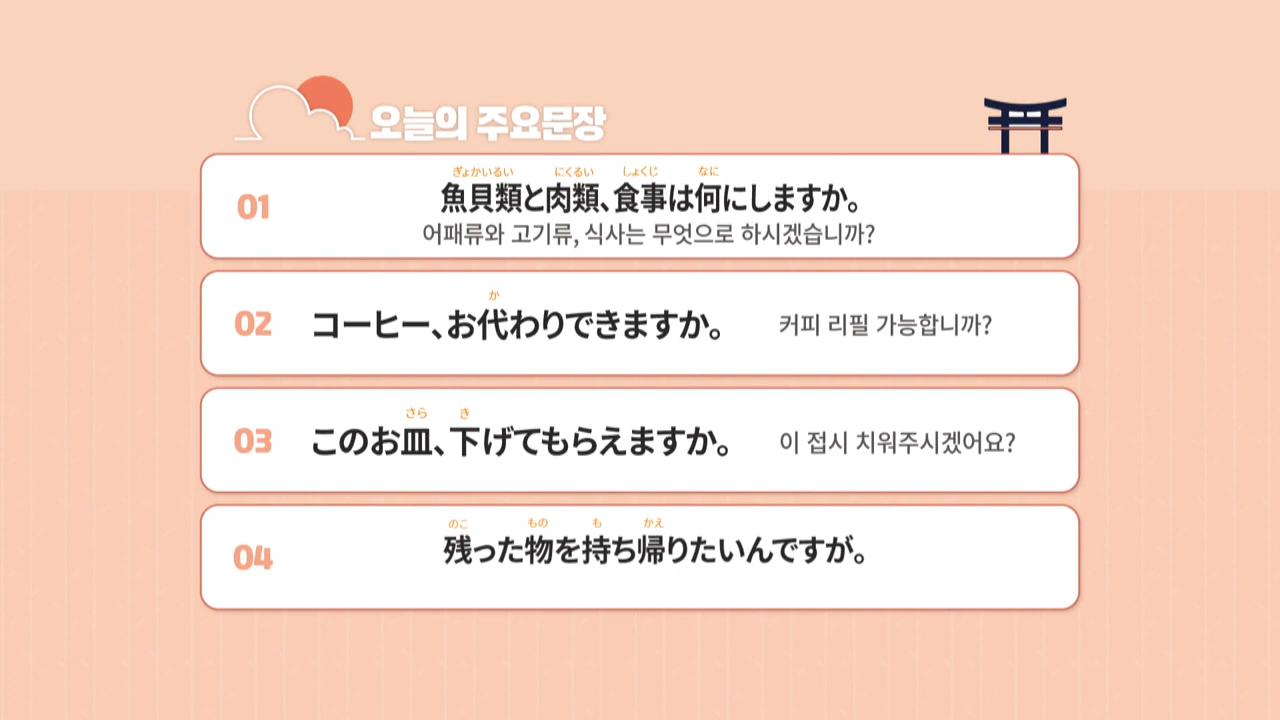 오늘의 주요문장
01
ぎょかいるい にくるい しょくじ なに
魚貝類と肉類、食事は何にしますか。
어패류와 고기류, 식사는 무엇으로 하시겠습니까?
か
02 コーヒー、お代わりできますか。 커피 리필 가능합니까?
さら き
03 このお皿、下げてもらえますか。 이 접시 치워주시겠어요?
のこ もの も かえ
04 残った物を持ち帰りたいんですが。